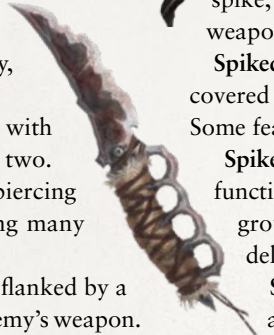 y,
with
two.
piercing
ng many
flanked by a
emy's weapon.
spike,
weapo
Spiked
covered
Some fea
Spike
functi
gro
del
S
a